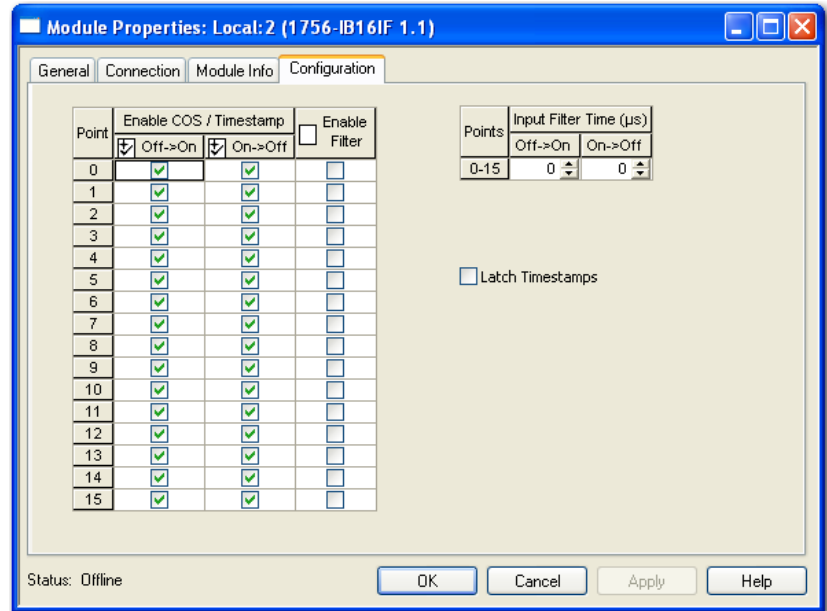 Module Properties: Local:2 (1756-IB16IF 1.1)
General Connection Module Info Configuration
Point Enable COS / Timestamp Enable Filter
Off->On On->Off
0
1
2
3
4
5
6
7
8
9
10
11
12
13
14
15
Points Input Filter Time (µs)
Off->On On->Off
0-15 0 0
Latch Timestamps
Status: Offline
OK Cancel Apply Help